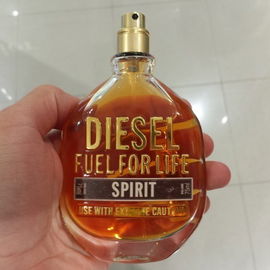 DIESEL
FUEL FOR LIFE
SPIRIT
USE WITH EXTREME CAUTION